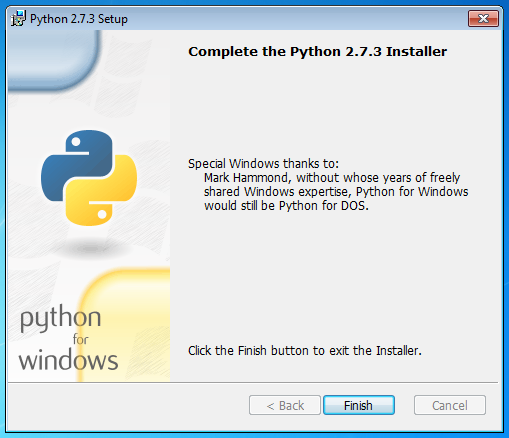 Python 2.7.3 Setup
Complete the Python 2.7.3 Installer
Special Windows thanks to:
Mark Hammond, without whose years of freely
shared Windows expertise, Python for Windows
would still be Python for DOS.
python
for
windows
Click the Finish button to exit the Installer.
< Back
Finish
Cancel